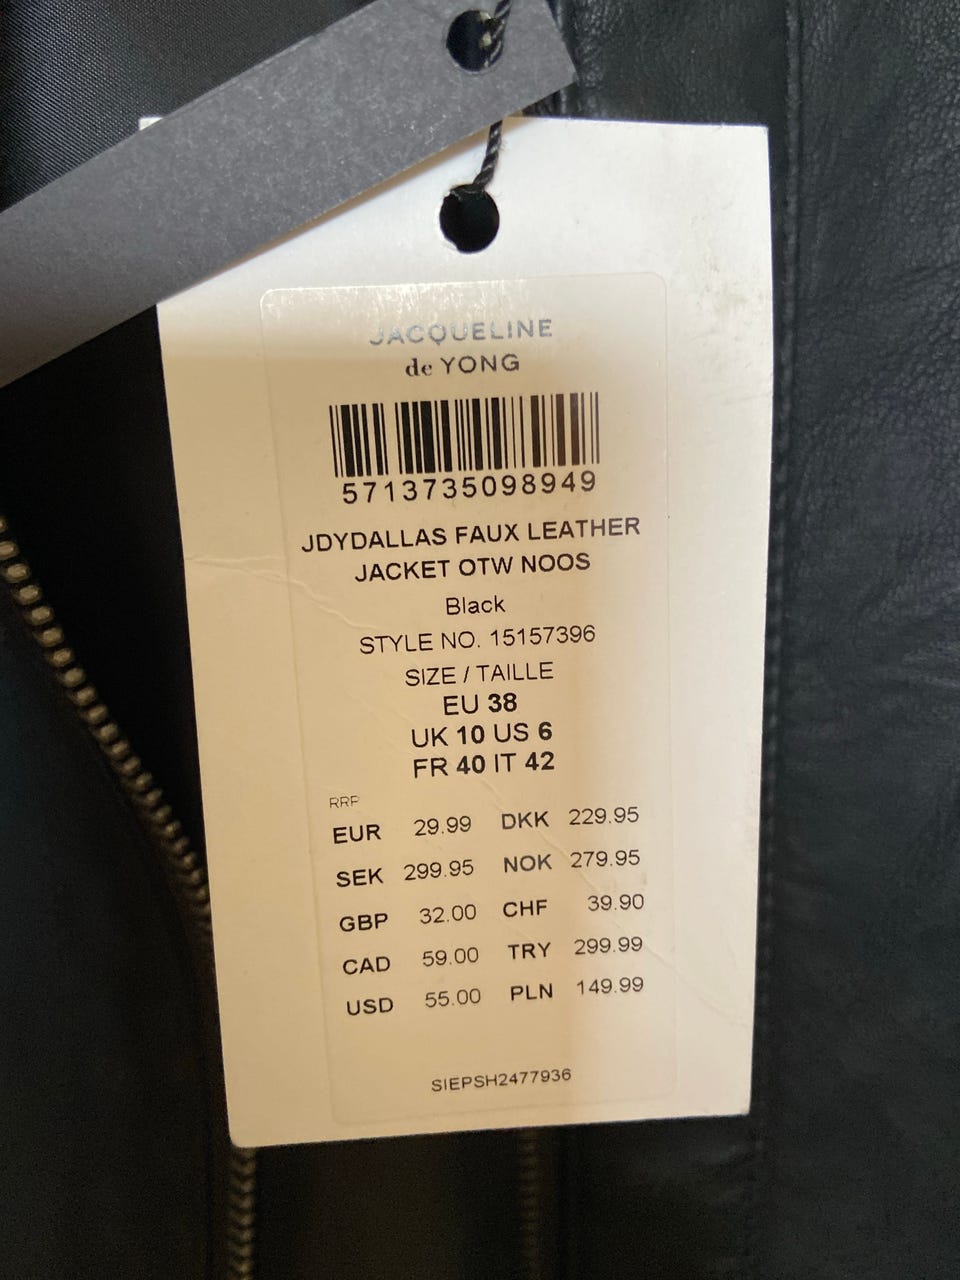 JACQUELINE
de YONG
5713735098949
JDYDALLAS FAUX LEATHER
JACKET OTW NOOS
Black
STYLE NO. 15157396
SIZE / TAILLE
EU 38
UK 10 US 6
FR 40 IT 42
RRP
EUR 29.99 DKK 229.95
SEK 299.95 NOK 279.95
GBP 32.00 CHF 39.90
CAD 59.00 TRY 299.99
USD 55.00 PLN 149.99
SIEPSH2477936